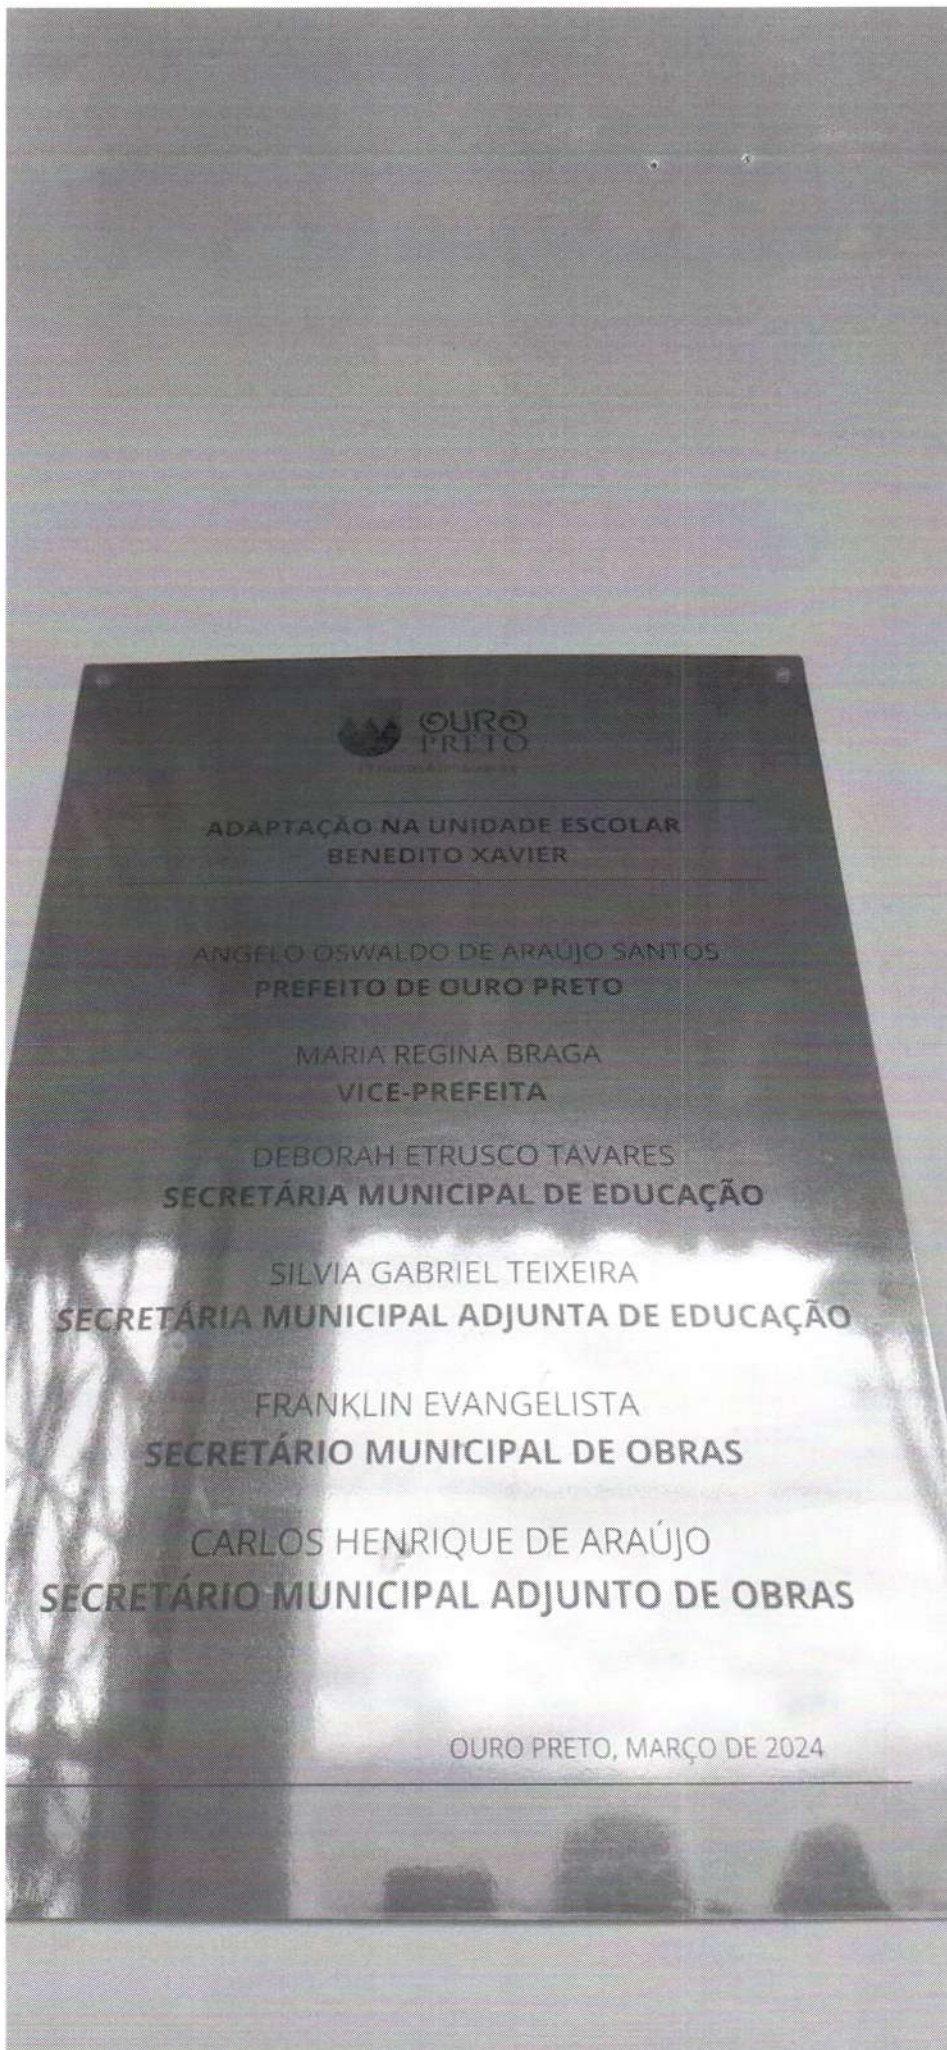 OURO
PRETO
ADAPTAÇÃO NA UNIDADE ESCOLAR
BENEDITO XAVIER
ANGELO OSWALDO DE ARAÚJO SANTOS
PREFEITO DE OURO PRETO
MARIA REGINA BRAGA
VICE-PREFEITA
DEBORAH ETRUSCO TAVARES
SECRETÁRIA MUNICIPAL DE EDUCAÇÃO
SILVIA GABRIEL TEIXEIRA
SECRETÁRIA MUNICIPAL ADJUNTA DE EDUCAÇÃO
FRANKLIN EVANGELISTA
SECRETÁRIO MUNICIPAL DE OBRAS
CARLOS HENRIQUE DE ARAÚJO
SECRETÁRIO MUNICIPAL ADJUNTO DE OBRAS
OURO PRETO, MARÇO DE 2024